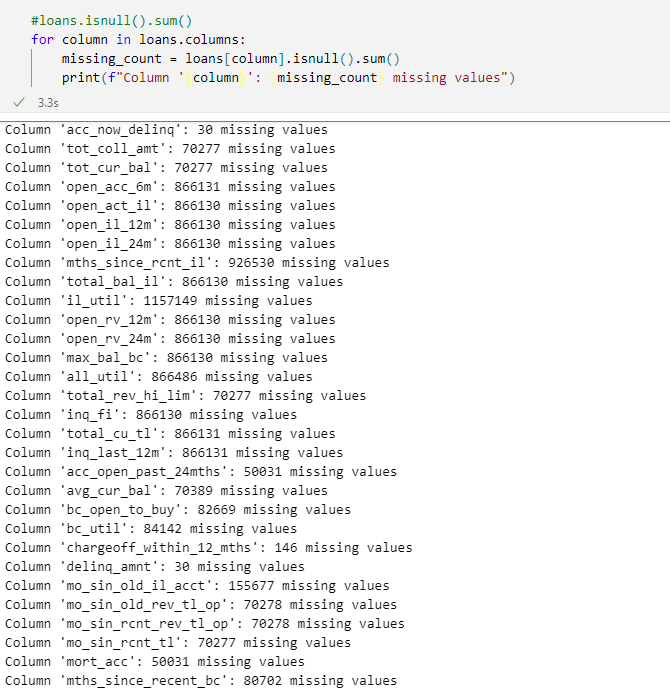 #loans.isnull().sum()
for column in loans.columns:
    missing_count = loans[column].isnull().sum()
    print(f"Column '{column}': {missing_count} missing values")
✓ 3.3s
Column 'acc_now_delinq': 30 missing values
Column 'tot_coll_amt': 70277 missing values
Column 'tot_cur_bal': 70277 missing values
Column 'open_acc_6m': 866131 missing values
Column 'open_act_il': 866130 missing values
Column 'open_il_12m': 866130 missing values
Column 'open_il_24m': 866130 missing values
Column 'mths_since_rcnt_il': 926530 missing values
Column 'total_bal_il': 866130 missing values
Column 'il_util': 1157149 missing values
Column 'open_rv_12m': 866130 missing values
Column 'open_rv_24m': 866130 missing values
Column 'max_bal_bc': 866130 missing values
Column 'all_util': 866486 missing values
Column 'total_rev_hi_lim': 70277 missing values
Column 'inq_fi': 866130 missing values
Column 'total_cu_tl': 866131 missing values
Column 'inq_last_12m': 866131 missing values
Column 'acc_open_past_24mths': 50031 missing values
Column 'avg_cur_bal': 70389 missing values
Column 'bc_open_to_buy': 82669 missing values
Column 'bc_util': 84142 missing values
Column 'chargeoff_within_12_mths': 146 missing values
Column 'delinq_amnt': 30 missing values
Column 'mo_sin_old_il_acct': 155677 missing values
Column 'mo_sin_old_rev_tl_op': 70278 missing values
Column 'mo_sin_rcnt_rev_tl_op': 70278 missing values
Column 'mo_sin_rcnt_tl': 70277 missing values
Column 'mort_acc': 50031 missing values
Column 'mths_since_recent_bc': 80702 missing values